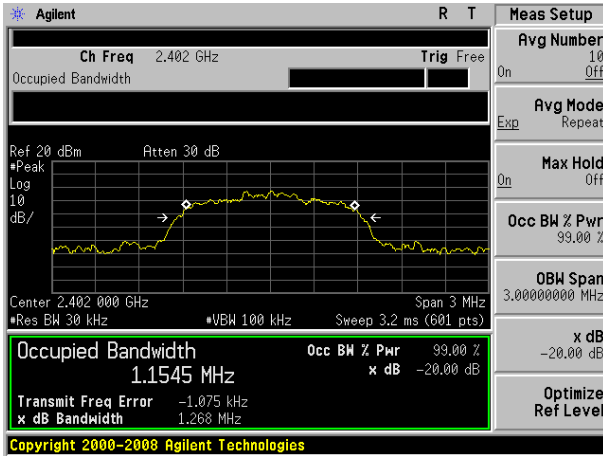 Agilent R T Meas Setup
Ch Freq 2.402 GHz Trig Free
Occupied Bandwidth
Avg Number
10
On Off
Avg Mode
Exp Repeat
Max Hold
On Off
Occ BW % Pwr
99.00 %
OBW Span
3.00000000 MHz
x dB
-20.00 dB
Optimize
Ref Level
Ref 20 dBm Atten 30 dB
#Peak
Log
10
dB/
Center 2.402 000 GHz Span 3 MHz
#Res BW 30 kHz #VBW 100 kHz Sweep 3.2 ms (601 pts)
Occupied Bandwidth Occ BW % Pwr 99.00 %
1.1545 MHz x dB -20.00 dB
Transmit Freq Error -1.075 kHz
x dB Bandwidth 1.268 MHz
Copyright 2000-2008 Agilent Technologies